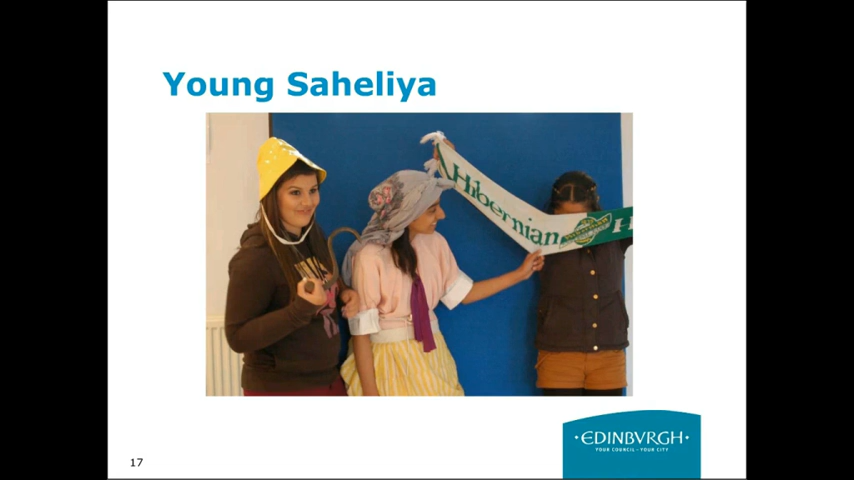 Young Saheliya
Hibernian
H
17
·EDINBVRGH·
YOUR COUNCIL – YOUR CITY